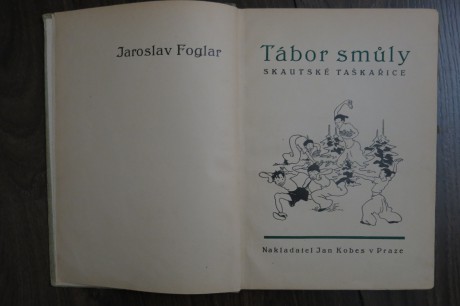 Jaroslav Foglar
Tábor smůly
SKAUTSKÉ TAŠKAŘICE
Nakladatel Jan Kobes v Praze